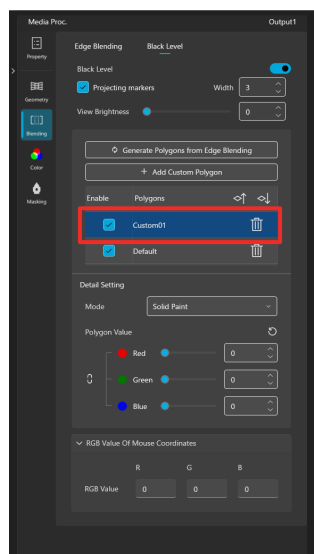 Media Proc. Output1
Property
Edge Blending Black Level
Black Level
Projecting markers Width 3
Geometry
View Brightness 0
Blending
Generate Polygons from Edge Blending
Color
+ Add Custom Polygon
Masking
Enable Polygons
Custom01
Default
Detail Setting
Mode Solid Paint
Polygon Value
Red 0
Green 0
Blue 0
RGB Value Of Mouse Coordinates
R G B
RGB Value 0 0 0